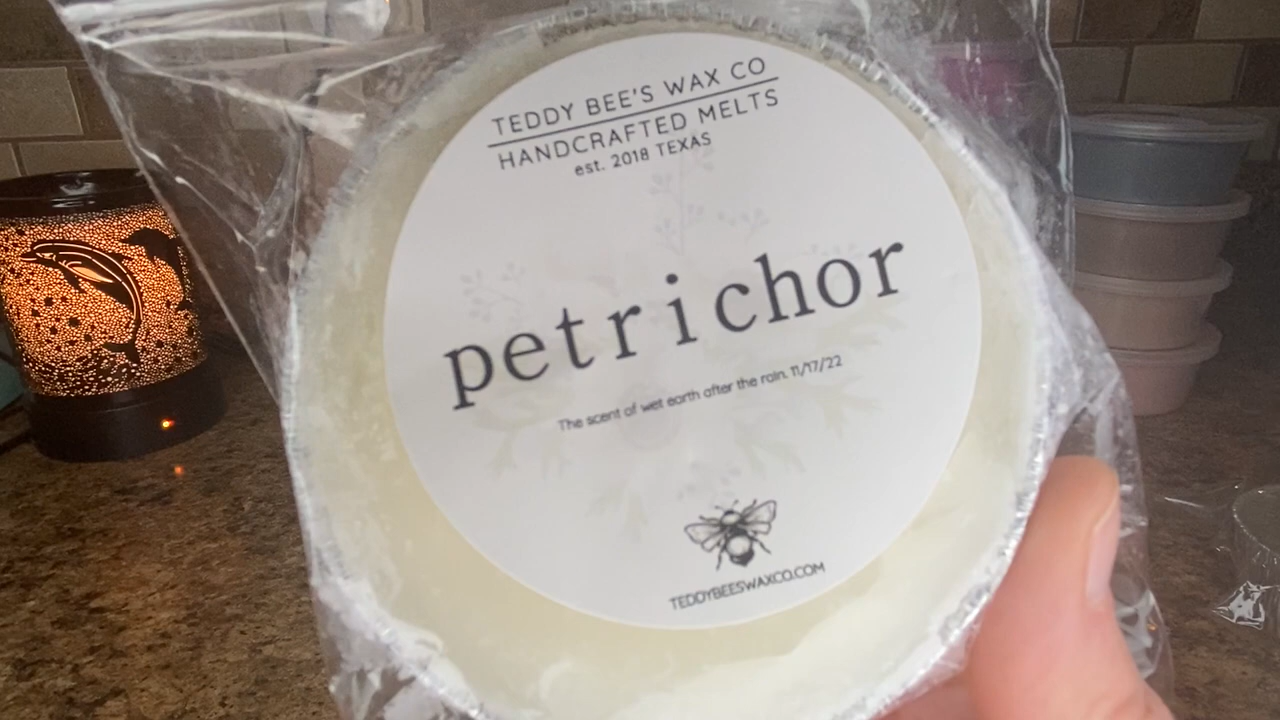 TEDDY BEE'S WAX CO
HANDCRAFTED MELTS
est. 2018 TEXAS
petrichor
The scent of wet earth after the rain. 11/17/22
TEDDYBEESWAXCO.COM